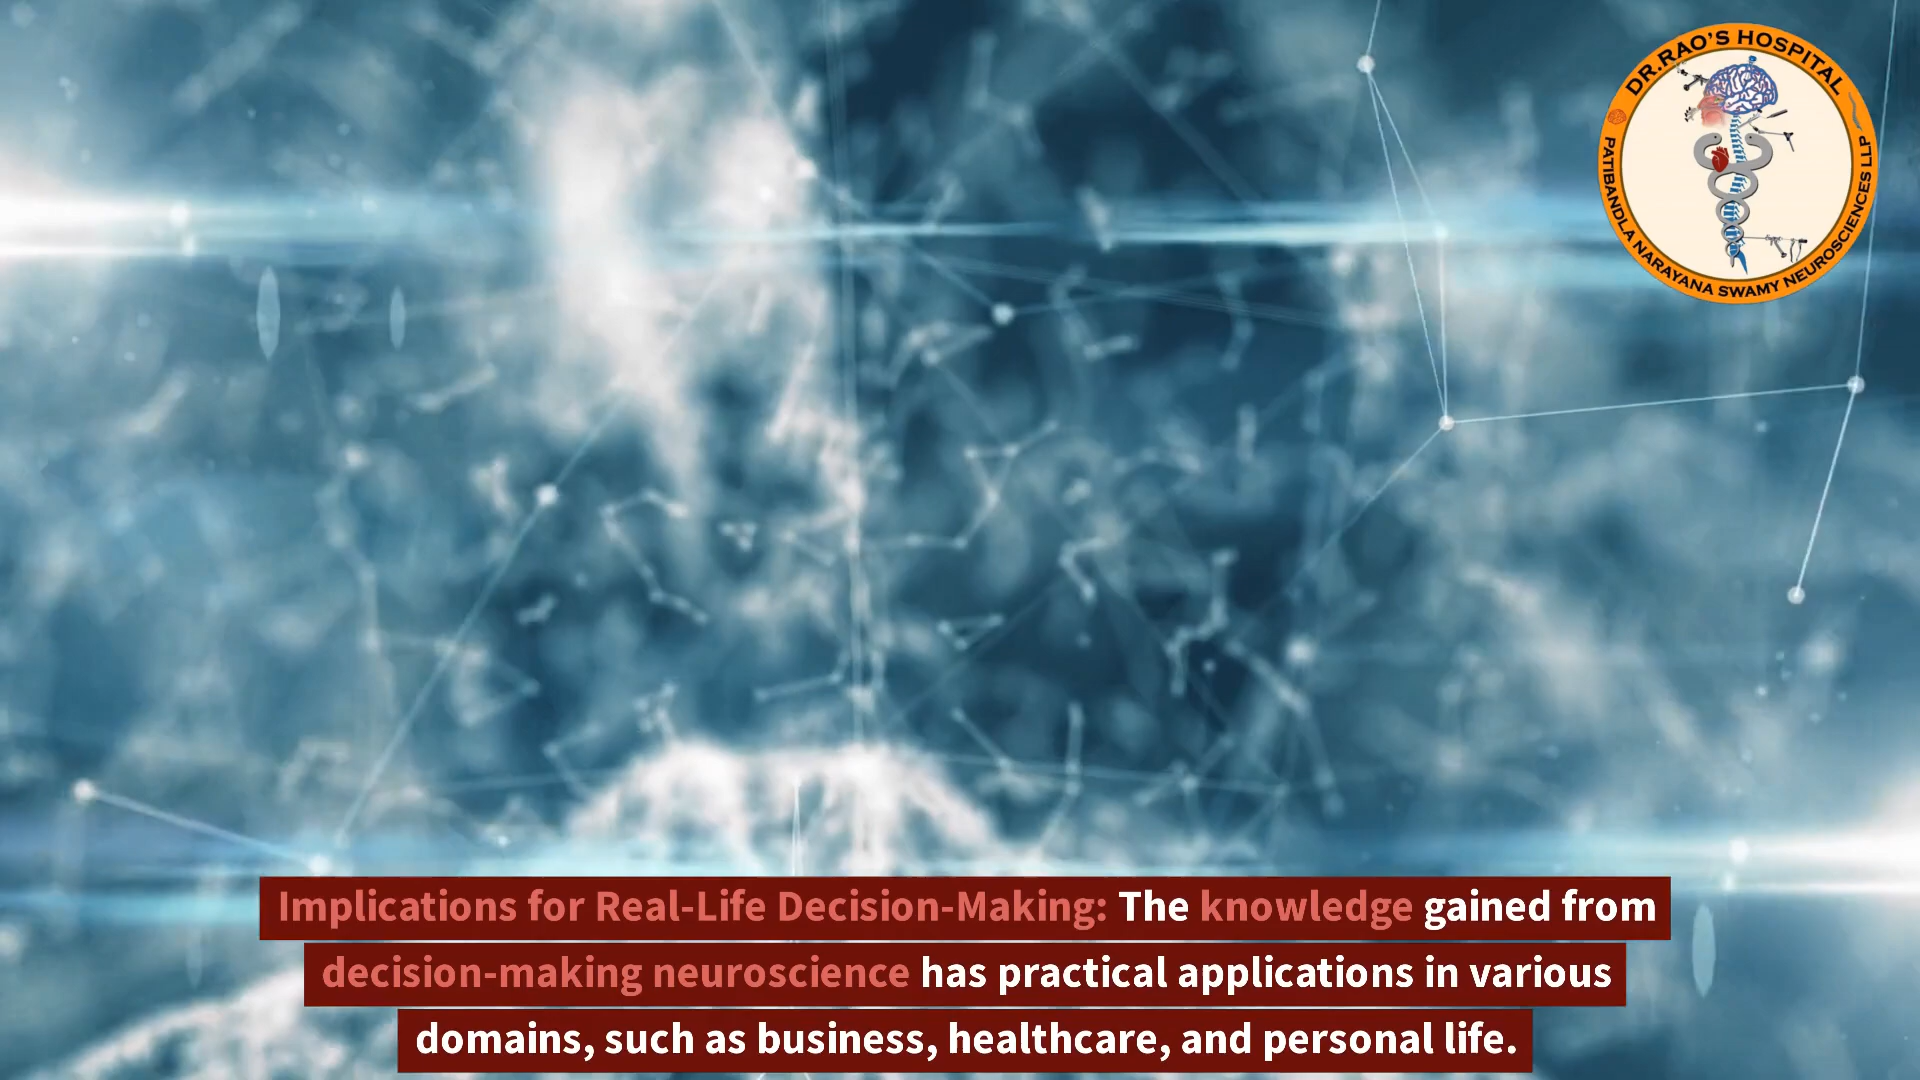 DR.RAO'S HOSPITAL
PATIBANDLA NARAYANA SWAMY NEUROSCIENCES LLP
Implications for Real-Life Decision-Making: The knowledge gained from
decision-making neuroscience has practical applications in various
domains, such as business, healthcare, and personal life.